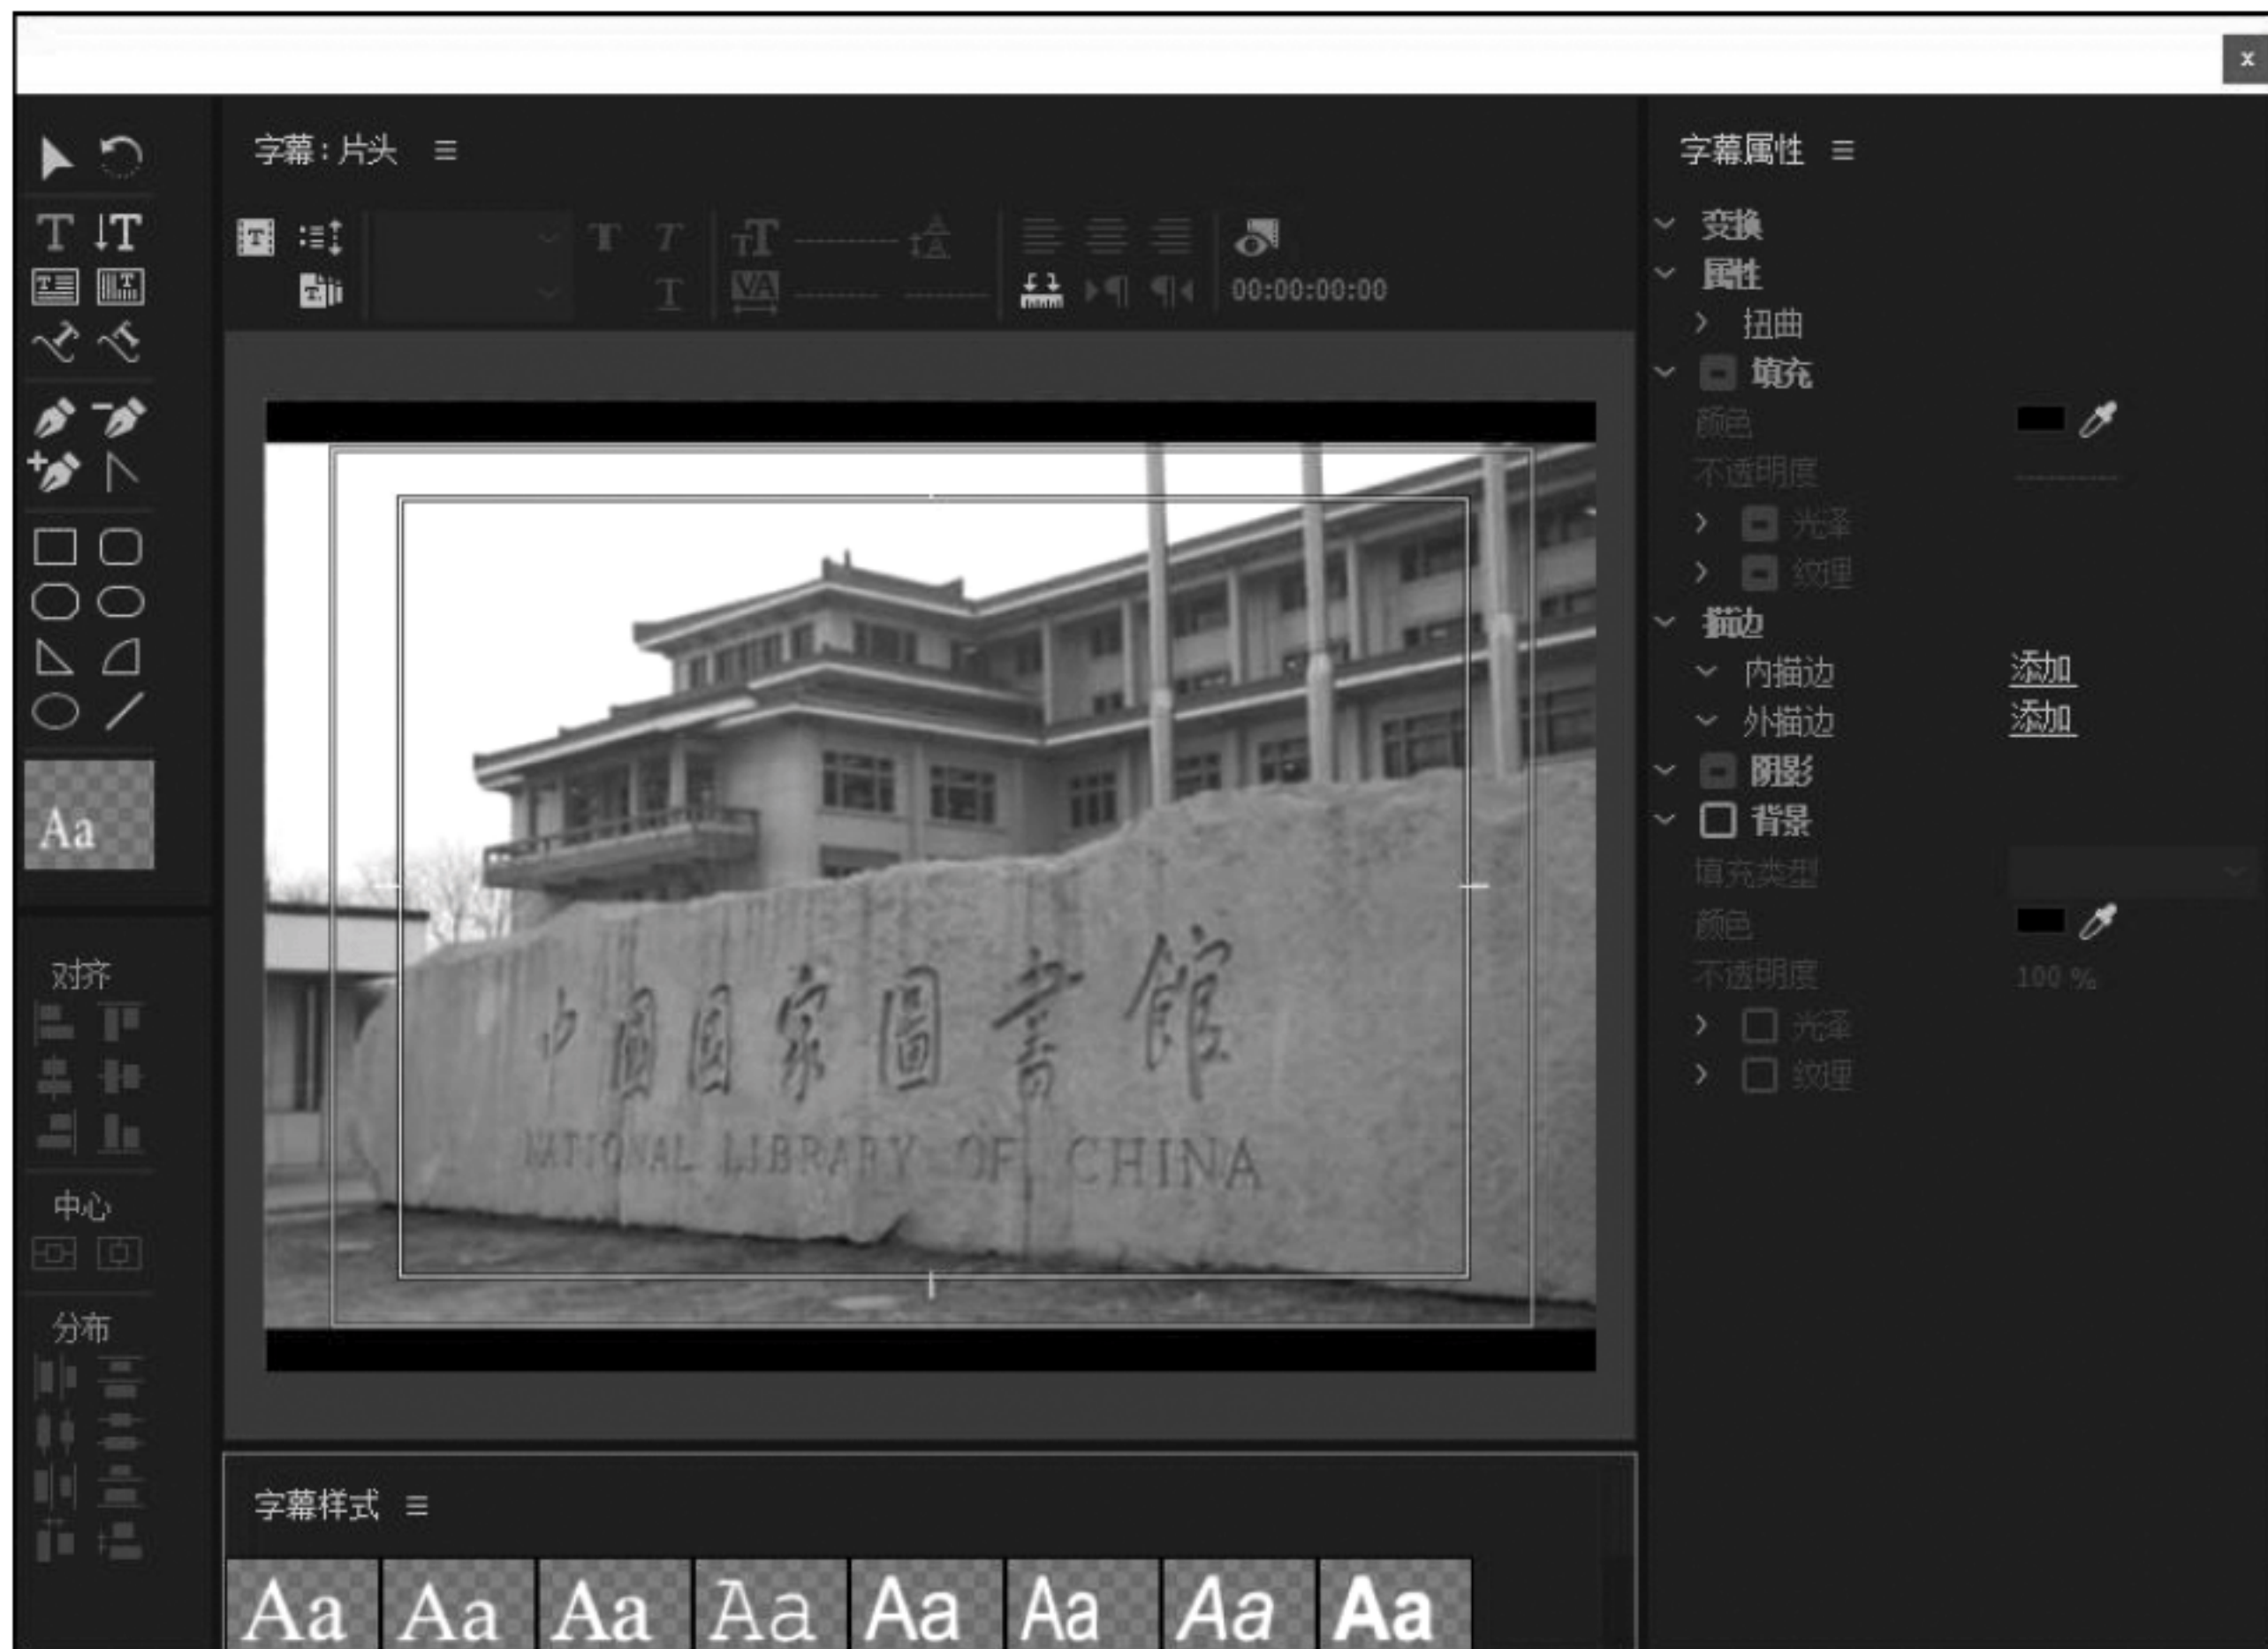 x
字幕：片头
00:00:00:00
中國国家圖書館
NATIONAL LIBRARY OF CHINA
Aa
对齐
中心
分布
字幕样式
Aa Aa Aa Aa Aa Aa Aa Aa
字幕属性
变换
属性
扭曲
填充
颜色
不透明度
光泽
纹理
描边
内描边 添加
外描边 添加
阴影
背景
填充类型
颜色
不透明度 100 %
光泽
纹理